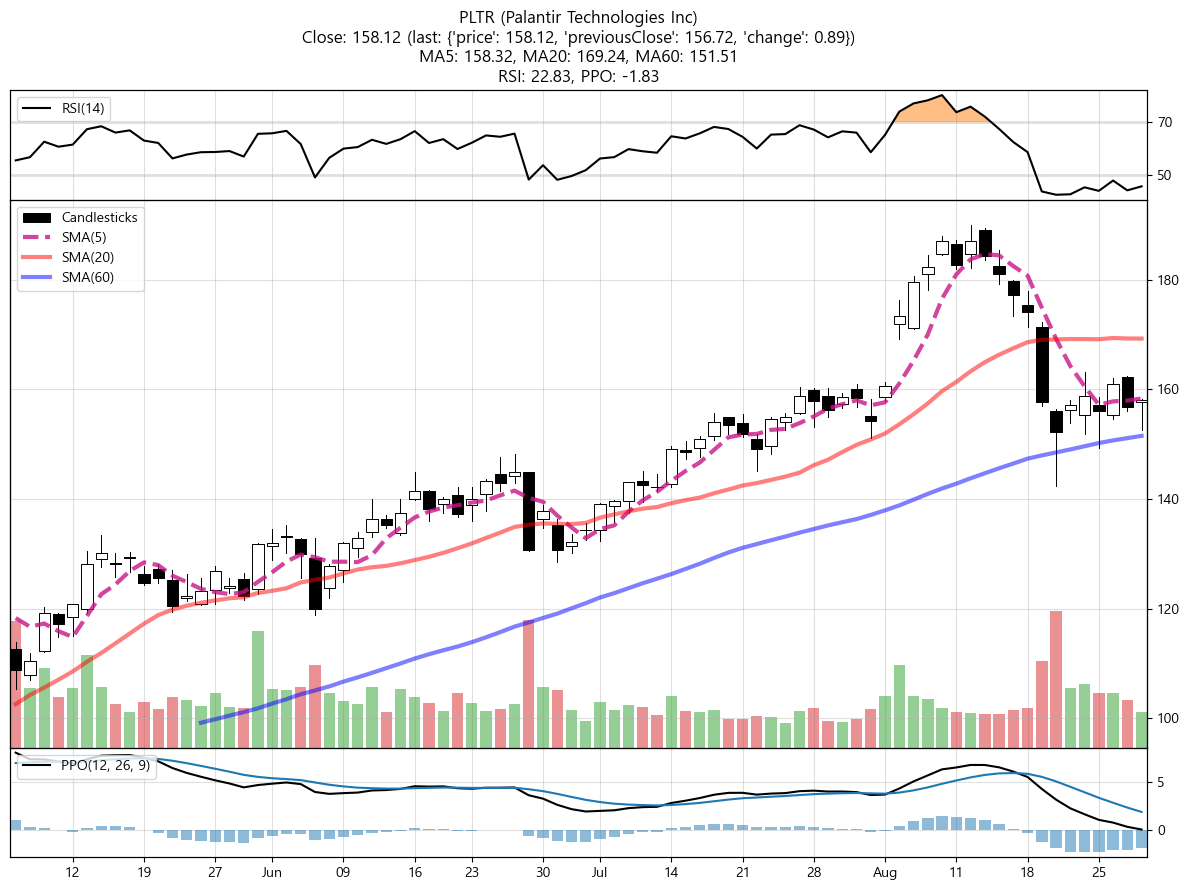 PLTR (Palantir Technologies Inc)
Close: 158.12 (last: {'price': 158.12, 'previousClose': 156.72, 'change': 0.89})
MA5: 158.32, MA20: 169.24, MA60: 151.51
RSI: 22.83, PPO: -1.83
RSI(14)
70
50
Candlesticks
SMA(5)
SMA(20)
SMA(60)
180
160
140
120
100
PPO(12, 26, 9)
5
0
12 19 27 Jun 09 16 23 30 Jul 14 21 28 Aug 11 18 25